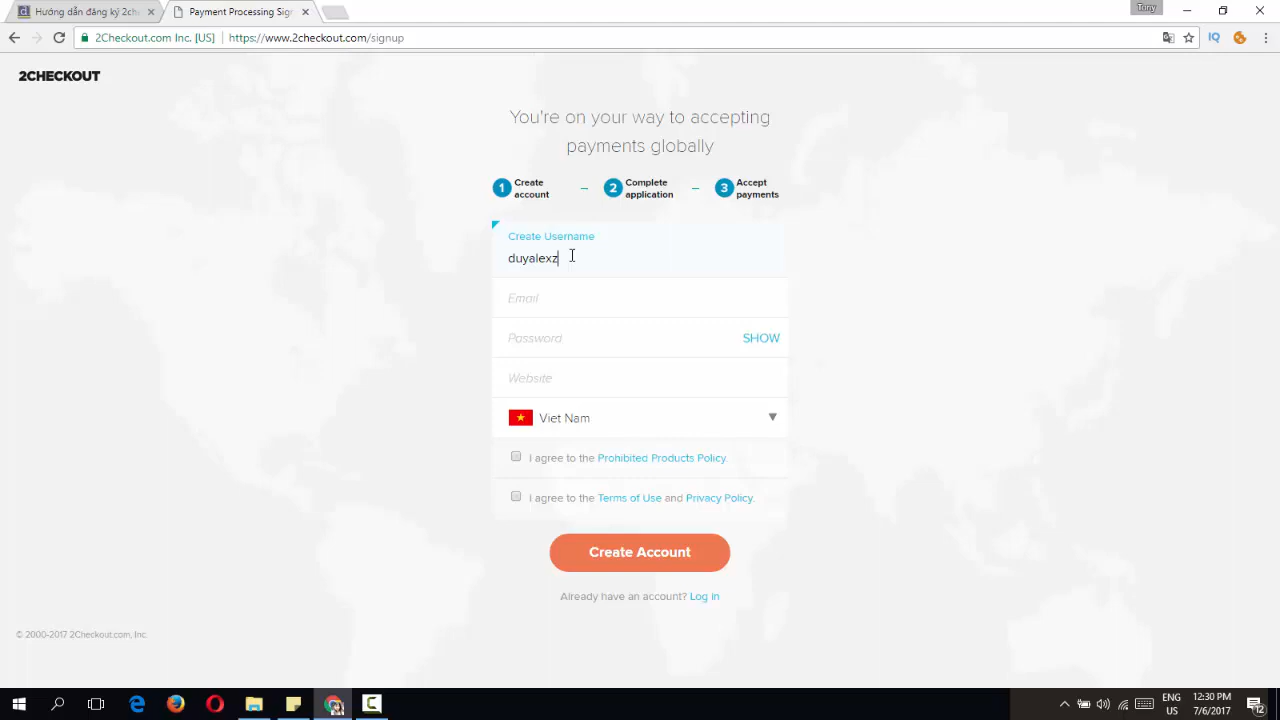 Hướng dẫn đăng ký 2che
Payment Processing Sig
Tony
2Checkout.com Inc. [US]
https://www.2checkout.com/signup
IQ
2CHECKOUT
You're on your way to accepting
payments globally
1 Create
account
2 Complete
application
3 Accept
payments
Create Username
duyalexz
Email
Password
SHOW
Website
Viet Nam
I agree to the Prohibited Products Policy.
I agree to the Terms of Use and Privacy Policy.
Create Account
Already have an account? Log in
© 2000-2017 2Checkout.com, Inc.
ENG
US
12:30 PM
7/6/2017
12